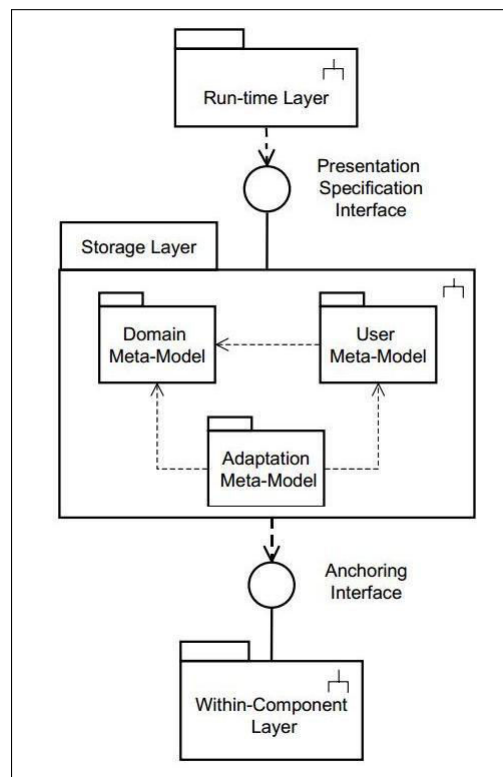 Run-time Layer
Presentation
Specification
Interface
Storage Layer
Domain
Meta-Model
User
Meta-Model
Adaptation
Meta-Model
Anchoring
Interface
Within-Component
Layer